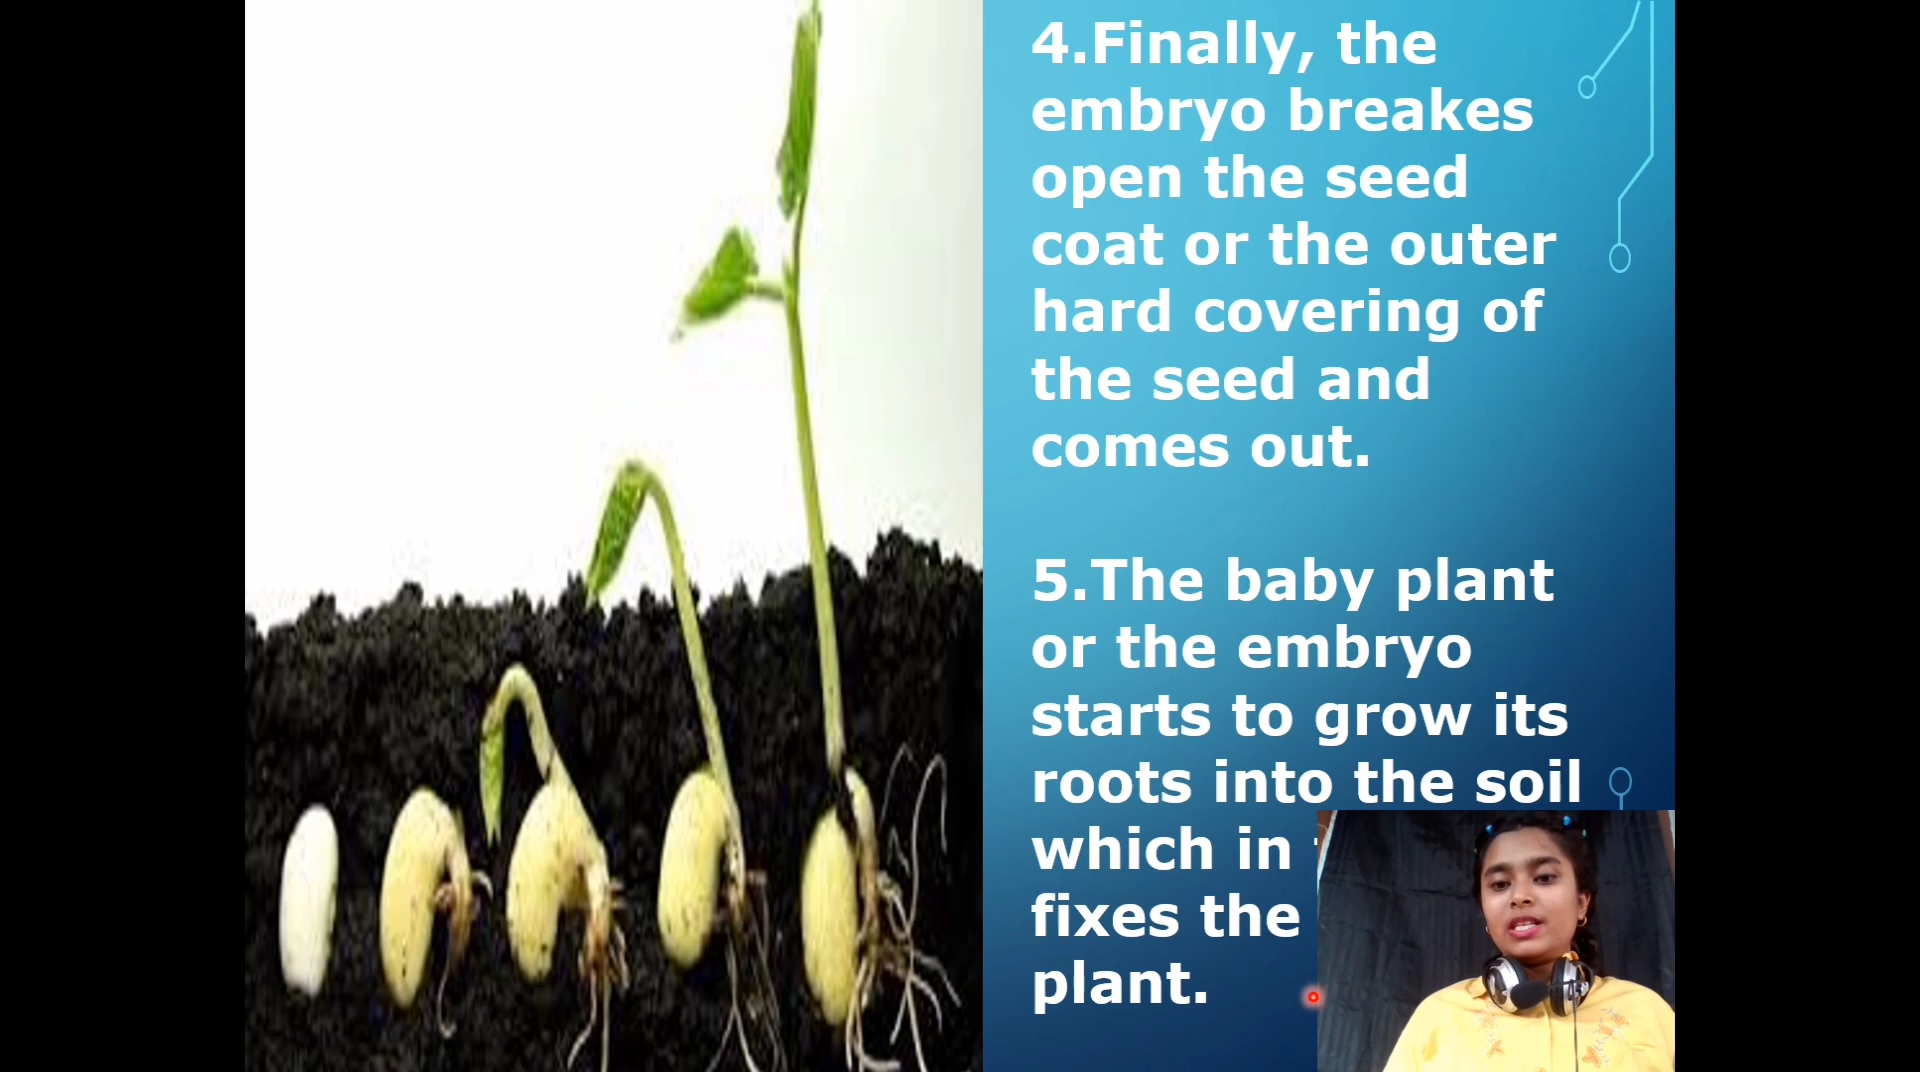 4.Finally, the
embryo breakes
open the seed
coat or the outer
hard covering of
the seed and
comes out.
5.The baby plant
or the embryo
starts to grow its
roots into the soil
which in
fixes the
plant.